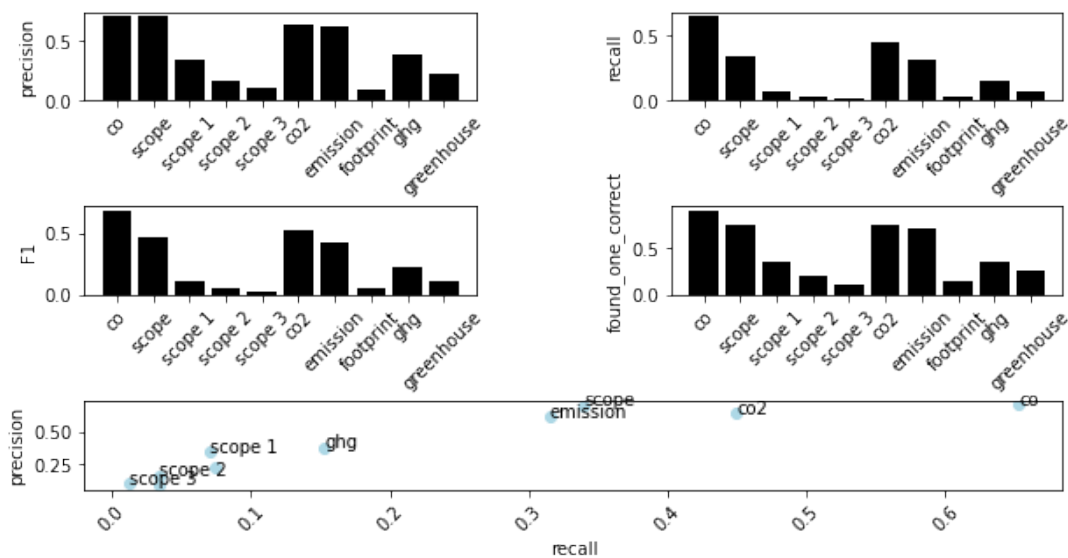 precision
0.5
0.0
co
scope
scope 1
scope 2
scope 3
co2
emission
footprint
ghg
greenhouse
recall
0.5
0.0
co
scope
scope 1
scope 2
scope 3
co2
emission
footprint
ghg
greenhouse
F1
0.5
0.0
co
scope
scope 1
scope 2
scope 3
co2
emission
footprint
ghg
greenhouse
found_one_correct
0.5
0.0
co
scope
scope 1
scope 2
scope 3
co2
emission
footprint
ghg
greenhouse
precision
0.50
0.25
scope
co
emission
co2
scope 1
ghg
scope 2
scope 3
0.0
0.1
0.2
0.3
0.4
0.5
0.6
recall